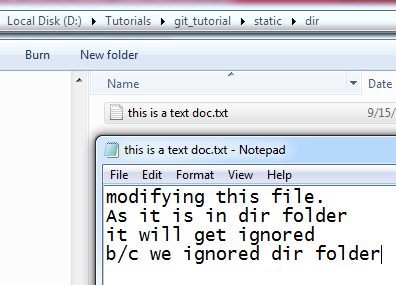 Local Disk (D:) Tutorials git_tutorial static dir
Burn New folder
Name Date
this is a text doc.txt 9/15/
this is a text doc.txt - Notepad
File Edit Format View Help
modifying this file.
As it is in dir folder
it will get ignored
b/c we ignored dir folder